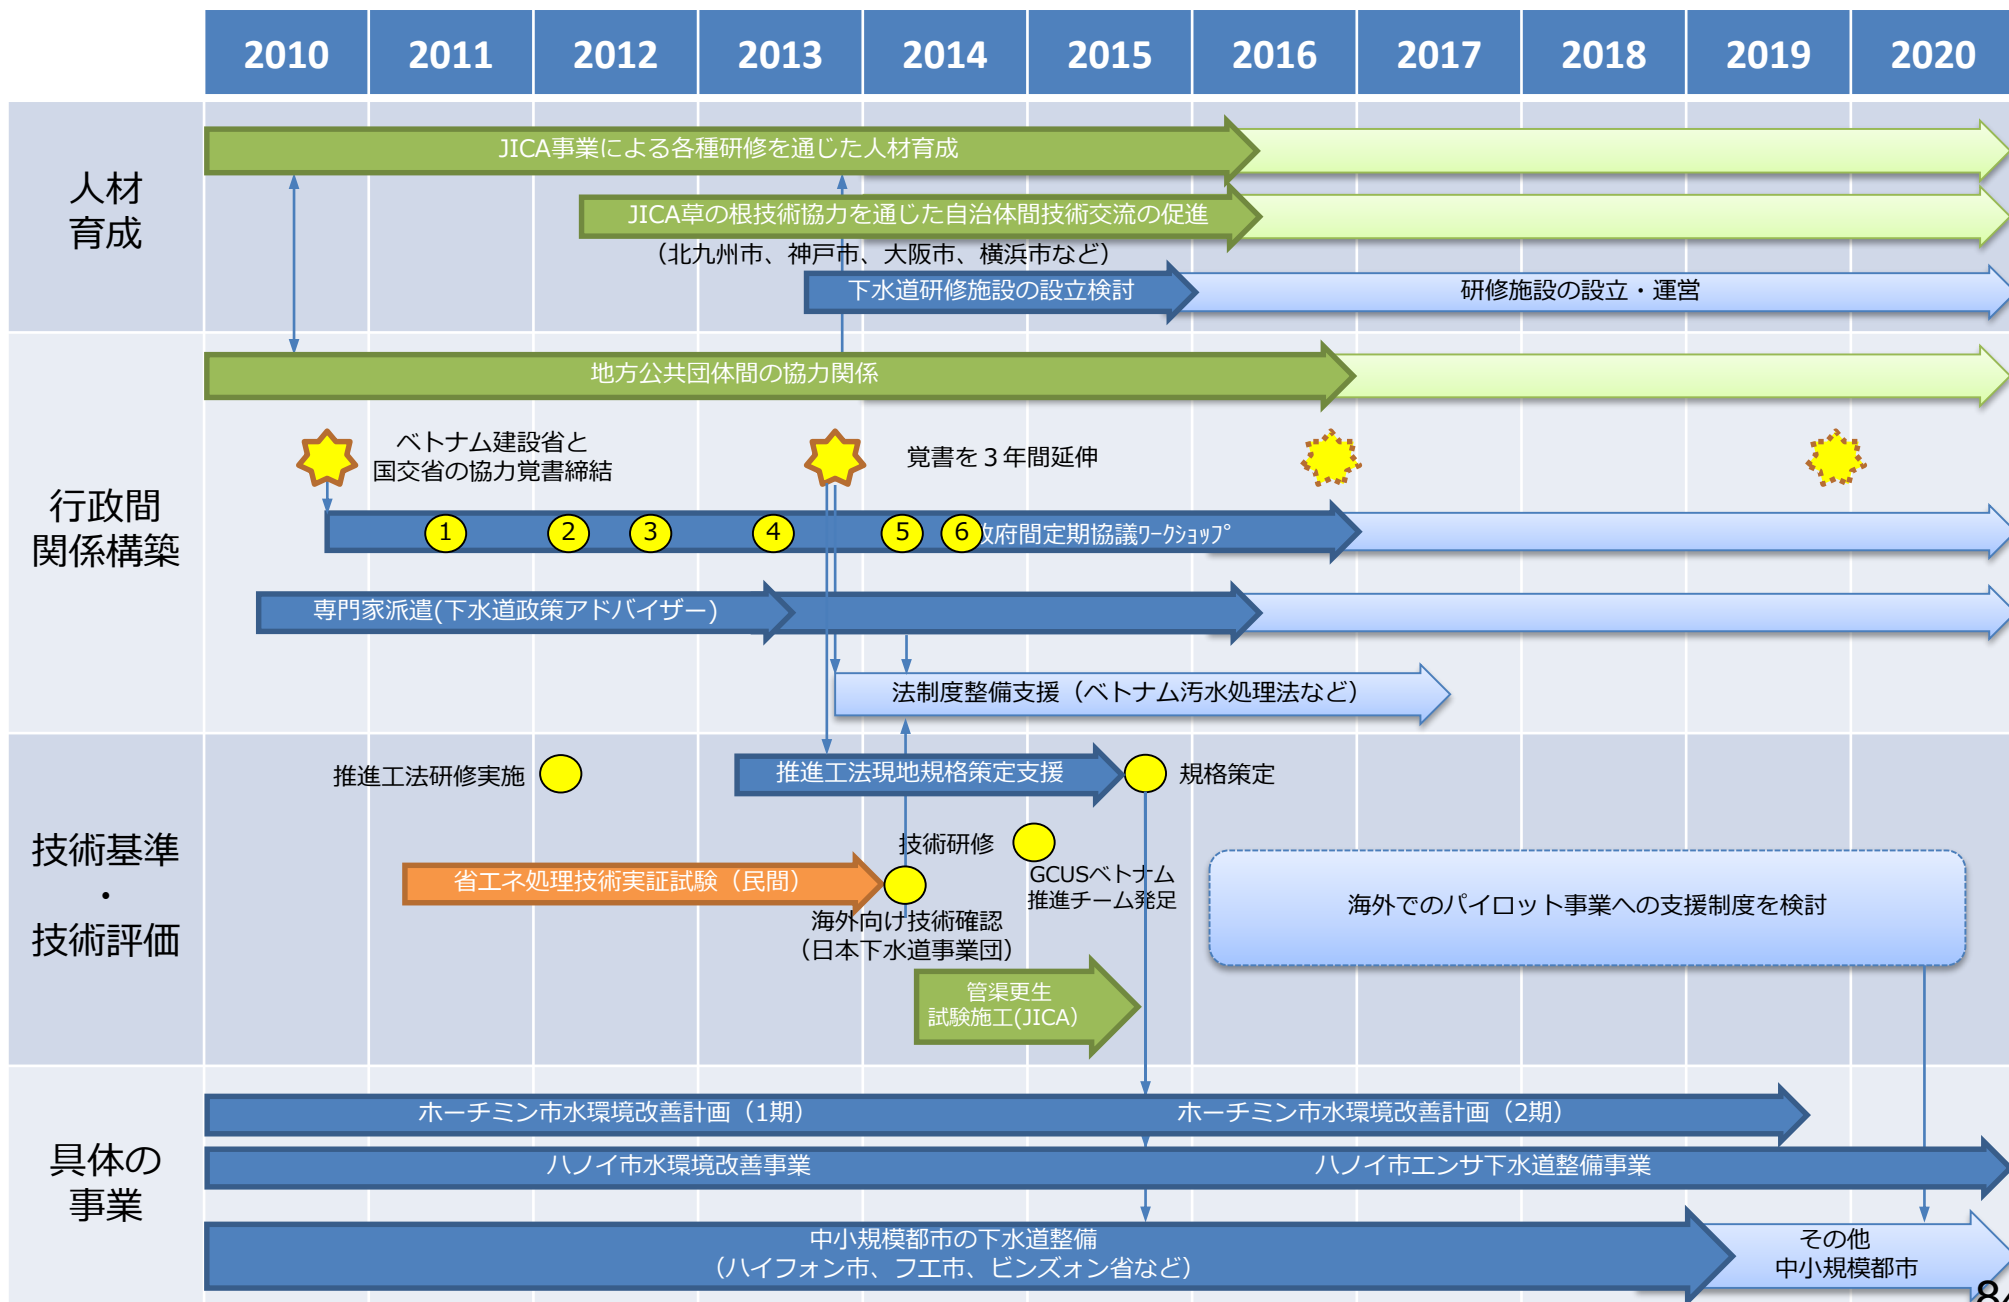 2010 2011 2012 2013 2014 2015 2016 2017 2018 2019 2020
人材
育成
JICA事業による各種研修を通じた人材育成
JICA草の根技術協力を通じた自治体間技術交流の促進
（北九州市、神戸市、大阪市、横浜市など）
下水道研修施設の設立検討
研修施設の設立・運営
行政間
関係構築
地方公共団体間の協力関係
ベトナム建設省と
国交省の協力覚書締結
覚書を３年間延伸
1 2 3 4 5 6
府間定期協議ﾜｰｸｼｮｯﾌﾟ
専門家派遣(下水道政策アドバイザー)
法制度整備支援（ベトナム汚水処理法など）
技術基準
・
技術評価
推進工法研修実施
推進工法現地規格策定支援
規格策定
技術研修
GCUSベトナム
推進チーム発足
省エネ処理技術実証試験（民間）
海外向け技術確認
（日本下水道事業団）
海外でのパイロット事業への支援制度を検討
管渠更生
試験施工(JICA）
具体の
事業
ホーチミン市水環境改善計画（1期）
ホーチミン市水環境改善計画（2期）
ハノイ市水環境改善事業
ハノイ市エンサ下水道整備事業
中小規模都市の下水道整備
（ハイフォン市、フエ市、ビンズォン省など）
その他
中小規模都市